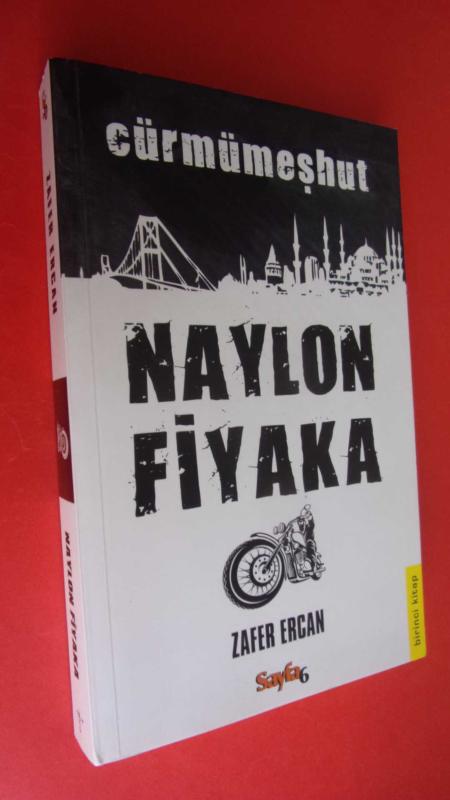 cürmümeşhut
NAYLON
FİYAKA
ZAFER ERCAN
Sayfa6
birinci kitap
ZAFER ERCAN
NAYLON FİYAKA